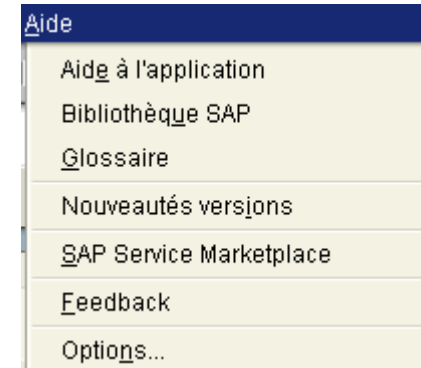 Aide
Aide à l'application
Bibliothèque SAP
Glossaire
Nouveautés versions
SAP Service Marketplace
Feedback
Options...